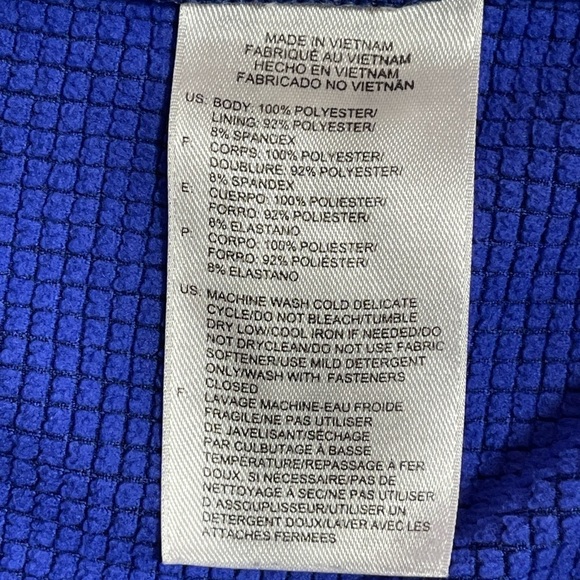 MADE IN VIETNAM
FABRIQUÉ AU VIETNAM
HECHO EN VIETNAM
FABRICADO NO VIETNÃN
US: BODY: 100% POLYESTER/
LINING: 92% POLYESTER/
8% SPANDEX
F: CORPS: 100% POLYESTER/
DOUBLURE: 92% POLYESTER/
8% SPANDEX
E: CUERPO: 100% POLIESTER/
FORRO: 92% POLIESTER/
8% ELASTANO
P: CORPO: 100% POLIÉSTER/
FORRO: 92% POLIÉSTER/
8% ELASTANO
US: MACHINE WASH COLD DELICATE
CYCLE/DO NOT BLEACH/TUMBLE
DRY LOW/COOL IRON IF NEEDED/DO
NOT DRYCLEAN/DO NOT USE FABRIC
SOFTENER/USE MILD DETERGENT
ONLY/WASH WITH FASTENERS
CLOSED
F: LAVAGE MACHINE-EAU FROIDE
FRAGILE/NE PAS UTILISER
DE JAVELISANT/SÉCHAGE
PAR CULBUTAGE À BASSE
TEMPÉRATURE/REPASSAGE À FER
DOUX, SI NÉCESSAIRE/PAS DE
NETTOYAGE À SEC/NE PAS UTILISER
D'ASSOUPLISSEUR/UTILISER UN
DETERGENT DOUX/LAVER AVEC LES
ATTACHES FERMEES